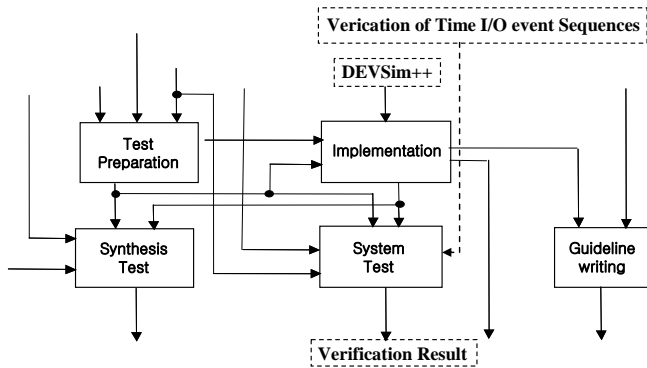 Verication of Time I/O event Sequences
DEVSim++
Test
Preparation
Implementation
Synthesis
Test
System
Test
Guideline
writing
Verification Result